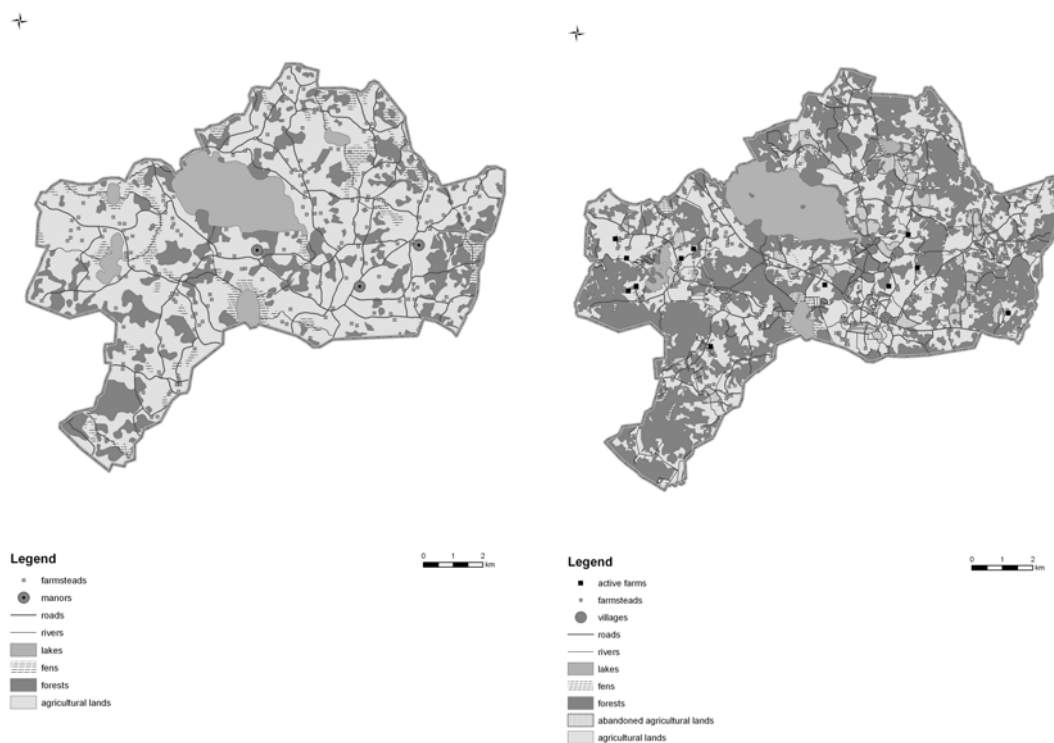 Legend
farmsteads
manors
roads
rivers
lakes
fens
forests
agricultural lands
0 1 2
km
Legend
active farms
farmsteads
villages
roads
rivers
lakes
fens
forests
abandoned agricultural lands
agricultural lands
0 1 2
km